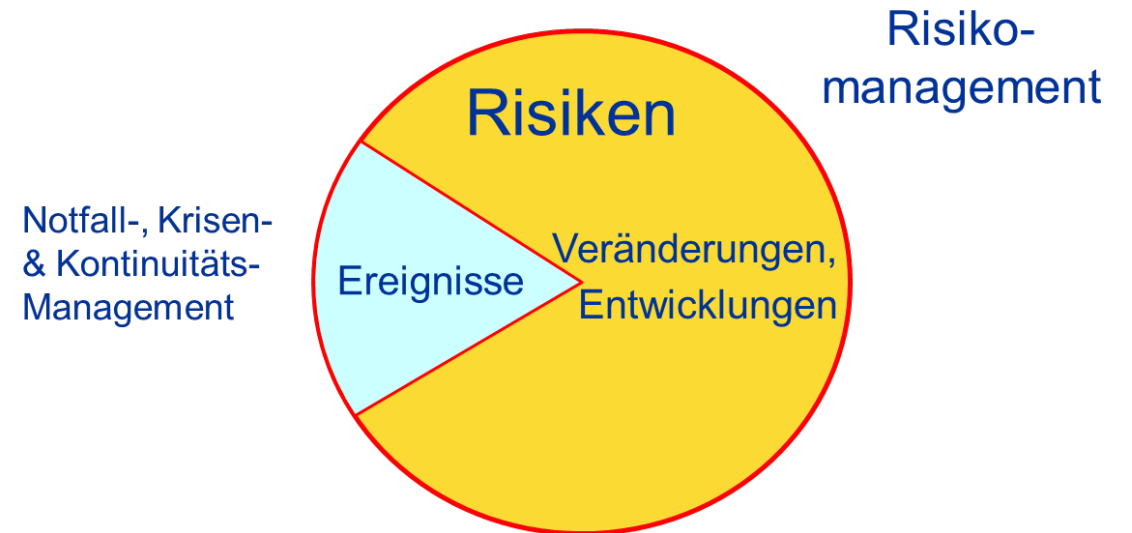 Risiko-
management
Risiken
Notfall-, Krisen-
& Kontinuitäts-
Management
Ereignisse
Veränderungen,
Entwicklungen